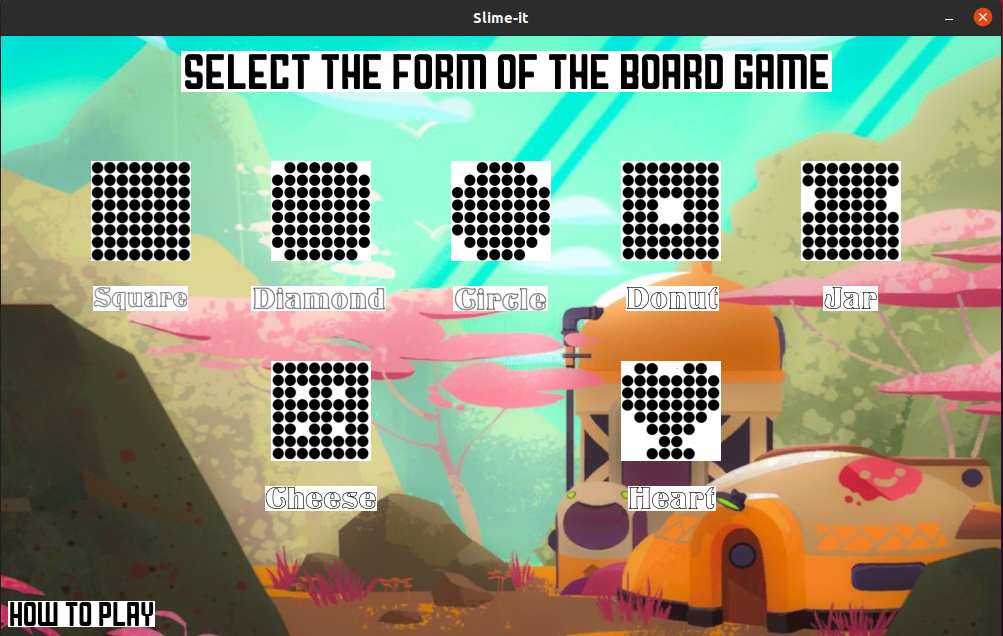 Slime-it
SELECT THE FORM OF THE BOARD GAME
Square
Diamond
Circle
Donut
Jar
Cheese
Heart
HOW TO PLAY